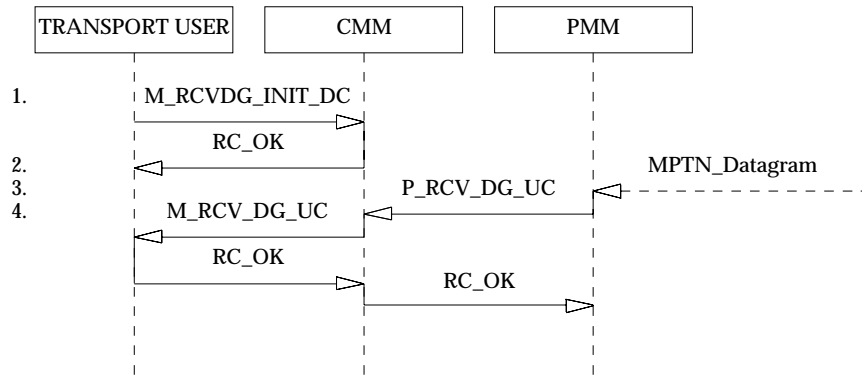 TRANSPORT USER CMM PMM
1. M_RCVDG_INIT_DC
RC_OK
2. MPTN_Datagram
3. P_RCV_DG_UC
4. M_RCV_DG_UC
RC_OK
RC_OK